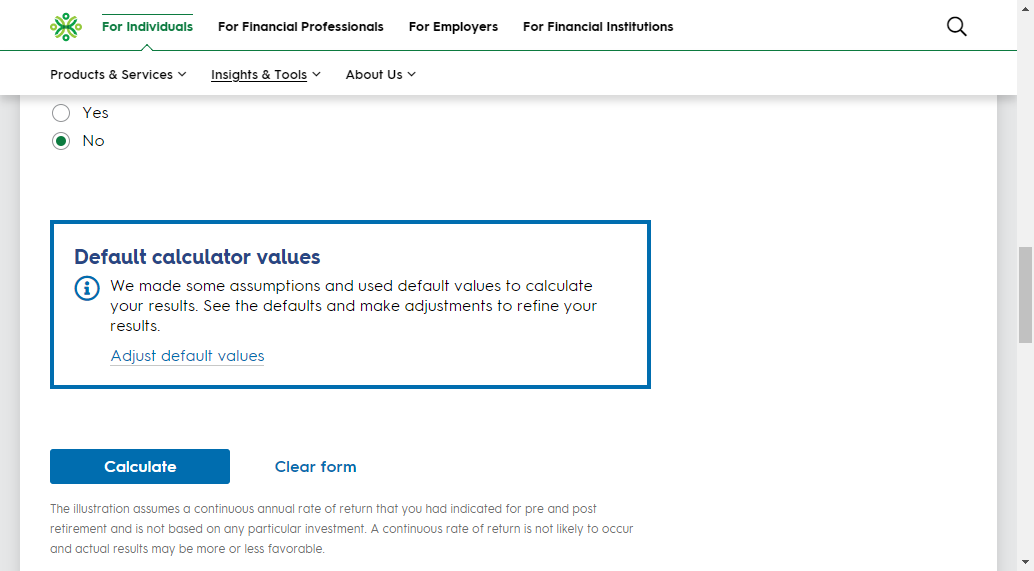 For Individuals For Financial Professionals For Employers For Financial Institutions
Products & Services Insights & Tools About Us
Yes
No
Default calculator values
We made some assumptions and used default values to calculate
your results. See the defaults and make adjustments to refine your
results.
Adjust default values
Calculate Clear form
The illustration assumes a continuous annual rate of return that you had indicated for pre and post
retirement and is not based on any particular investment. A continuous rate of return is not likely to occur
and actual results may be more or less favorable.